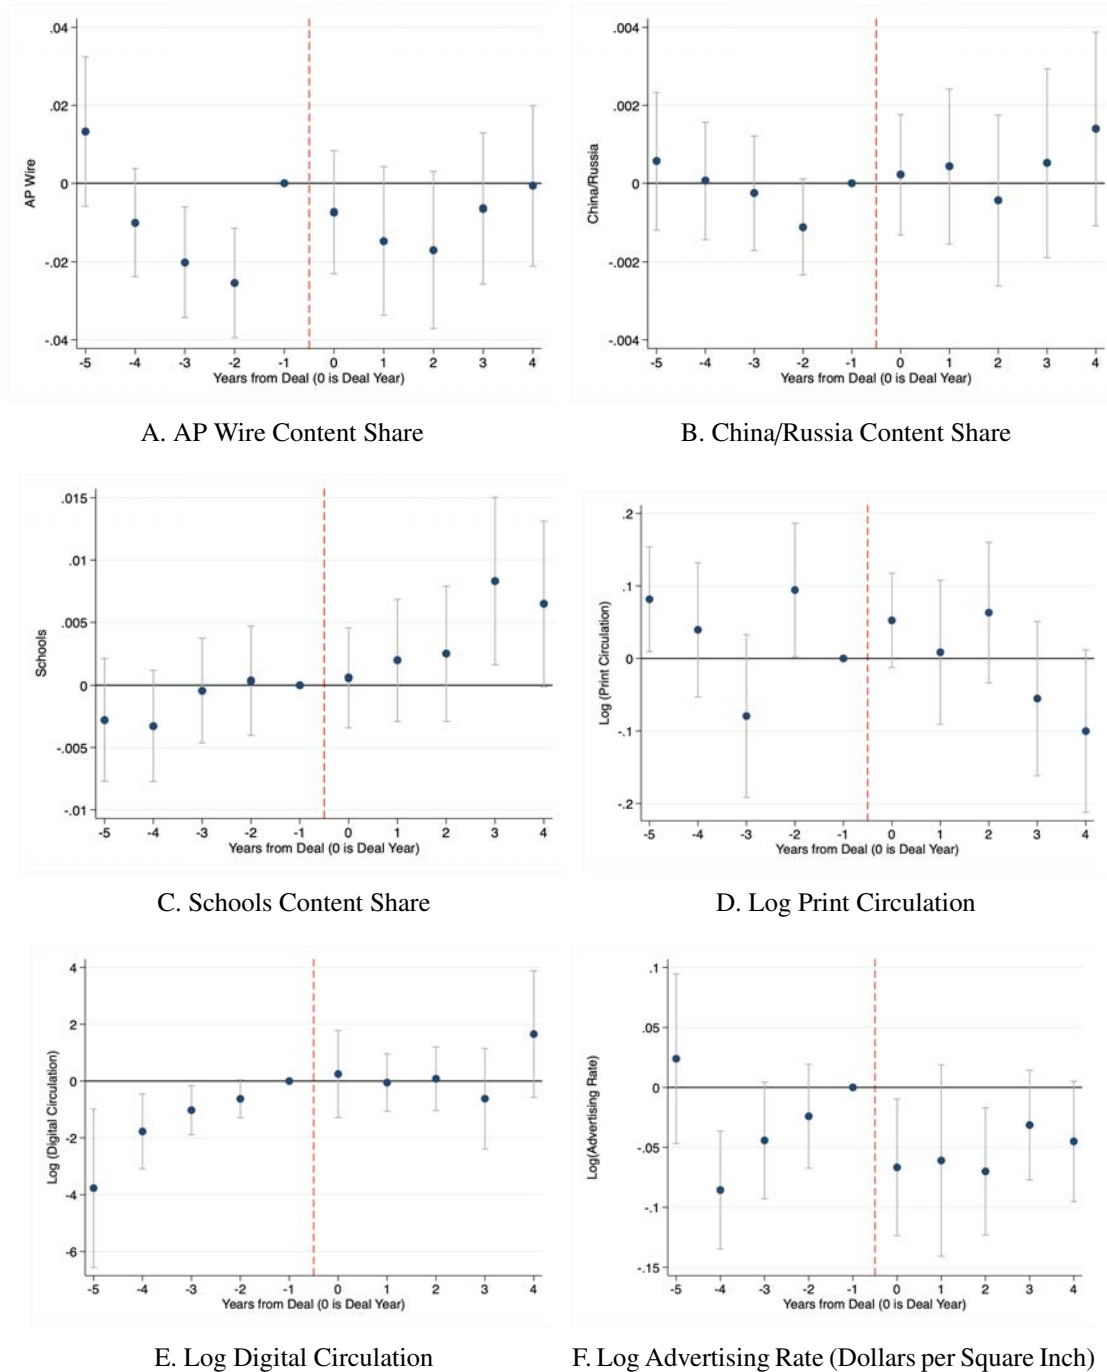 .04
.02
0
-.02
-.04
AP Wire
-5 -4 -3 -2 -1 0 1 2 3 4
Years from Deal (0 is Deal Year)
A. AP Wire Content Share
.004
.002
0
-.002
-.004
China/Russia
-5 -4 -3 -2 -1 0 1 2 3 4
Years from Deal (0 is Deal Year)
B. China/Russia Content Share
.015
.01
.005
0
-.005
-.01
Schools
-5 -4 -3 -2 -1 0 1 2 3 4
Years from Deal (0 is Deal Year)
C. Schools Content Share
.2
.1
0
-.1
-.2
Log (Print Circulation)
-5 -4 -3 -2 -1 0 1 2 3 4
Years from Deal (0 is Deal Year)
D. Log Print Circulation
4
2
0
-2
-4
-6
Log (Digital Circulation)
-5 -4 -3 -2 -1 0 1 2 3 4
Years from Deal (0 is Deal Year)
E. Log Digital Circulation
.1
.05
0
-.05
-.1
-.15
Log(Advertising Rate)
-5 -4 -3 -2 -1 0 1 2 3 4
Years from Deal (0 is Deal Year)
F. Log Advertising Rate (Dollars per Square Inch)